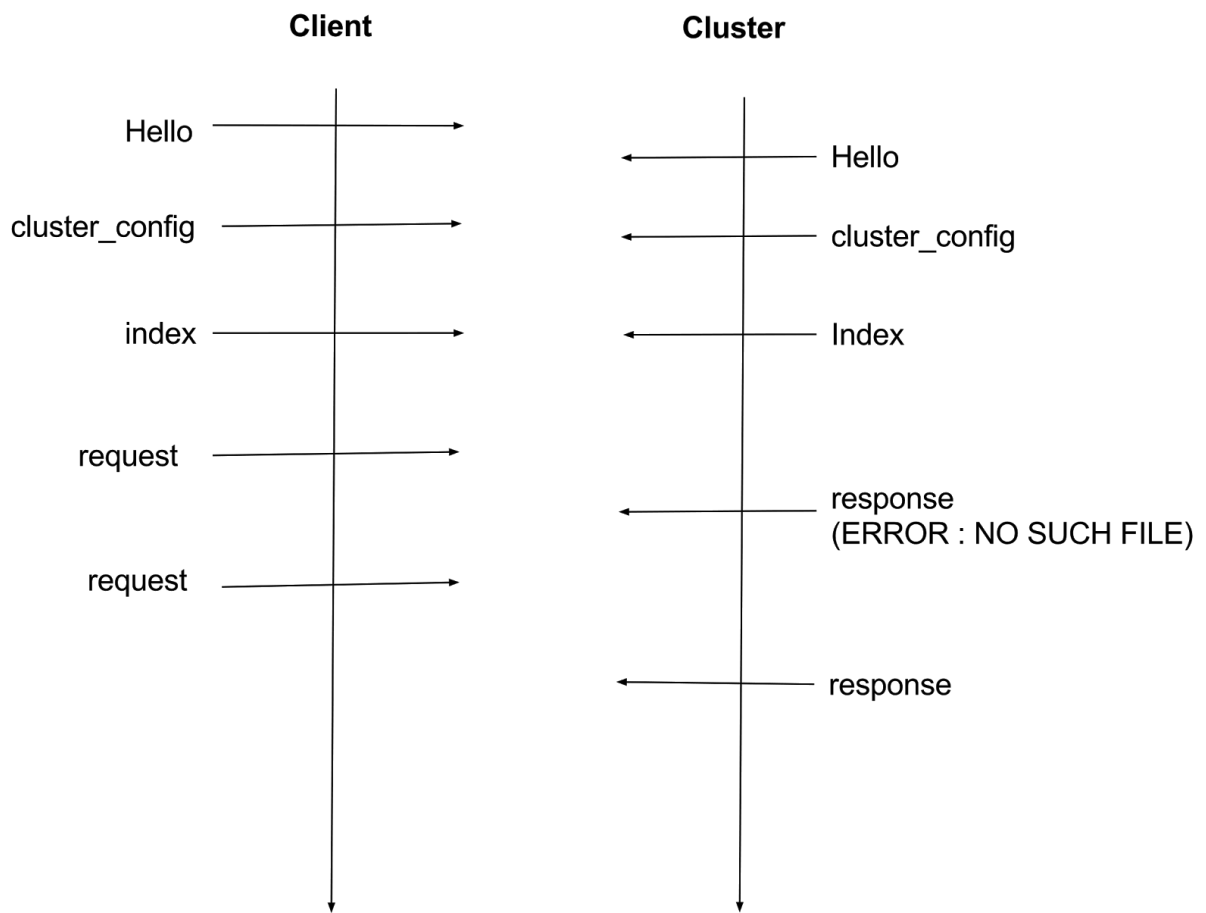 Client
Cluster
Hello
Hello
cluster_config
cluster_config
index
Index
request
response
(ERROR : NO SUCH FILE)
request
response